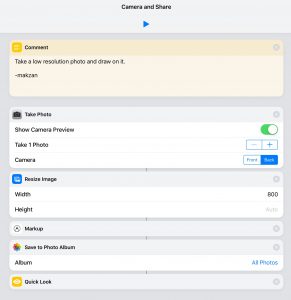 Camera and Share
Comment
Take a low resolution photo and draw on it.
-makzan
Take Photo
Show Camera Preview
Take 1 Photo
Camera Front Back
Resize Image
Width 800
Height Auto
Markup
Save to Photo Album
Album All Photos
Quick Look